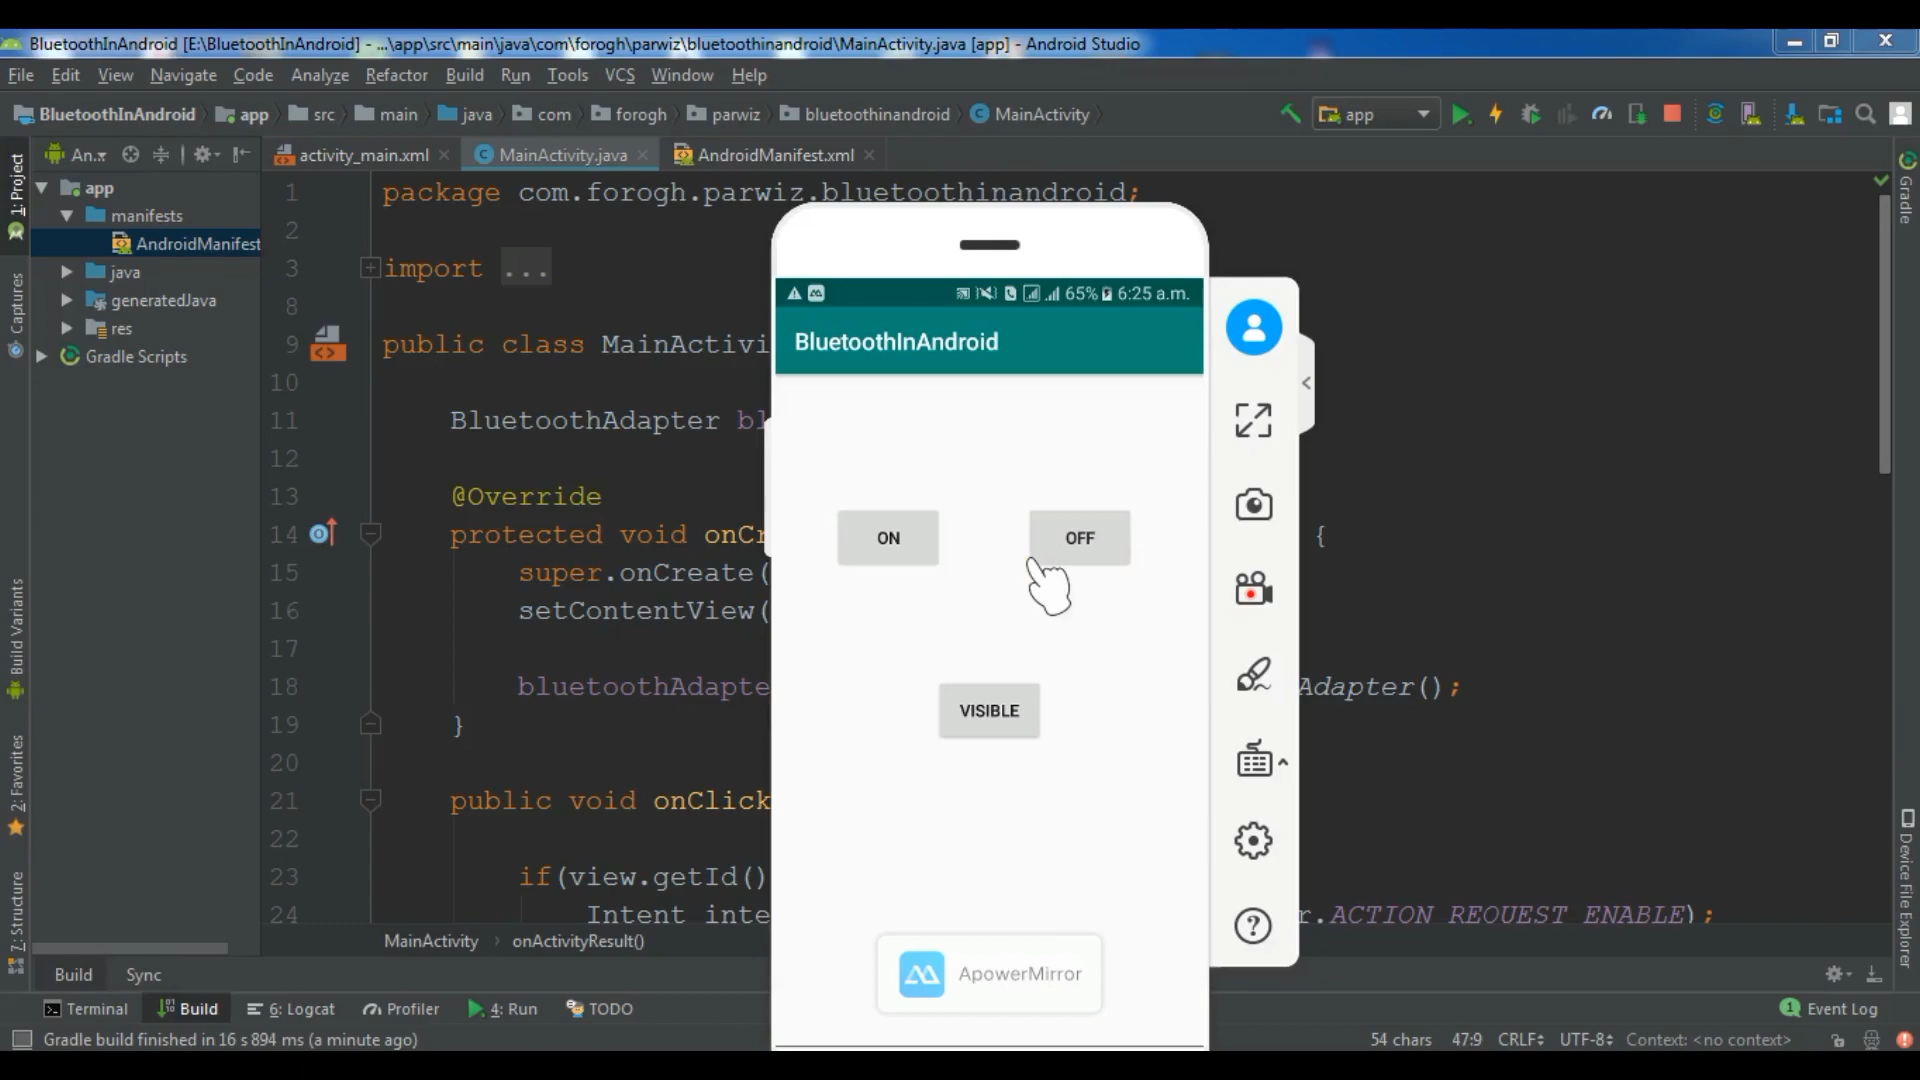 BluetoothInAndroid [E:\BluetoothInAndroid] - ...\app\src\main\java\com\forogh\parwiz\bluetoothinandroid\MainActivity.java [app] - Android Studio
File Edit View Navigate Code Analyze Refactor Build Run Tools VCS Window Help
BluetoothInAndroid app src main java com forogh parwiz bluetoothinandroid MainActivity app
An.. activity_main.xml MainActivity.java AndroidManifest.xml
1: Project
Captures
Build Variants
2: Favorites
7: Structure
app
manifests
AndroidManifest
java
generatedJava
res
Gradle Scripts
1 package com.forogh.parwiz.bluetoothinandroid;
2
3 import ...
8
9 public class MainActivi
10
11 BluetoothAdapter bl
12
13 @Override
14 protected void onCr {
15 super.onCreate(
16 setContentView(
17
18 bluetoothAdapte Adapter();
19 }
20
21 public void onClick
22
23 if(view.getId()
24 Intent inte r.ACTION_REQUEST_ENABLE);
65% 6:25 a.m.
BluetoothInAndroid
ON OFF
VISIBLE
ApowerMirror
Gradle
Device File Explorer
MainActivity › onActivityResult()
Build Sync
Terminal Build 6: Logcat Profiler 4: Run TODO 1 Event Log
Gradle build finished in 16 s 894 ms (a minute ago) 54 chars 47:9 CRLF UTF-8 Context: <no context>